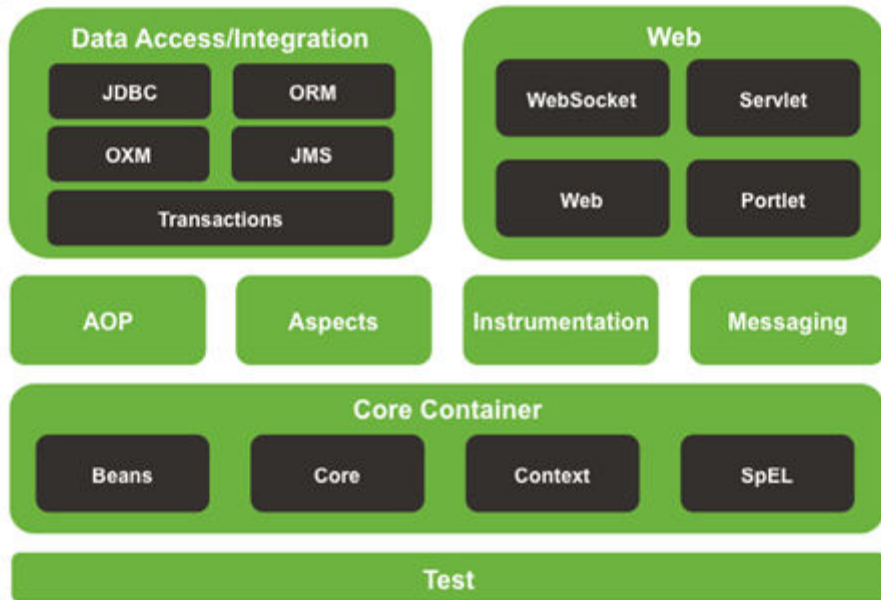 Data Access/Integration
JDBC
ORM
OXM
JMS
Transactions
Web
WebSocket
Servlet
Web
Portlet
AOP
Aspects
Instrumentation
Messaging
Core Container
Beans
Core
Context
SpEL
Test